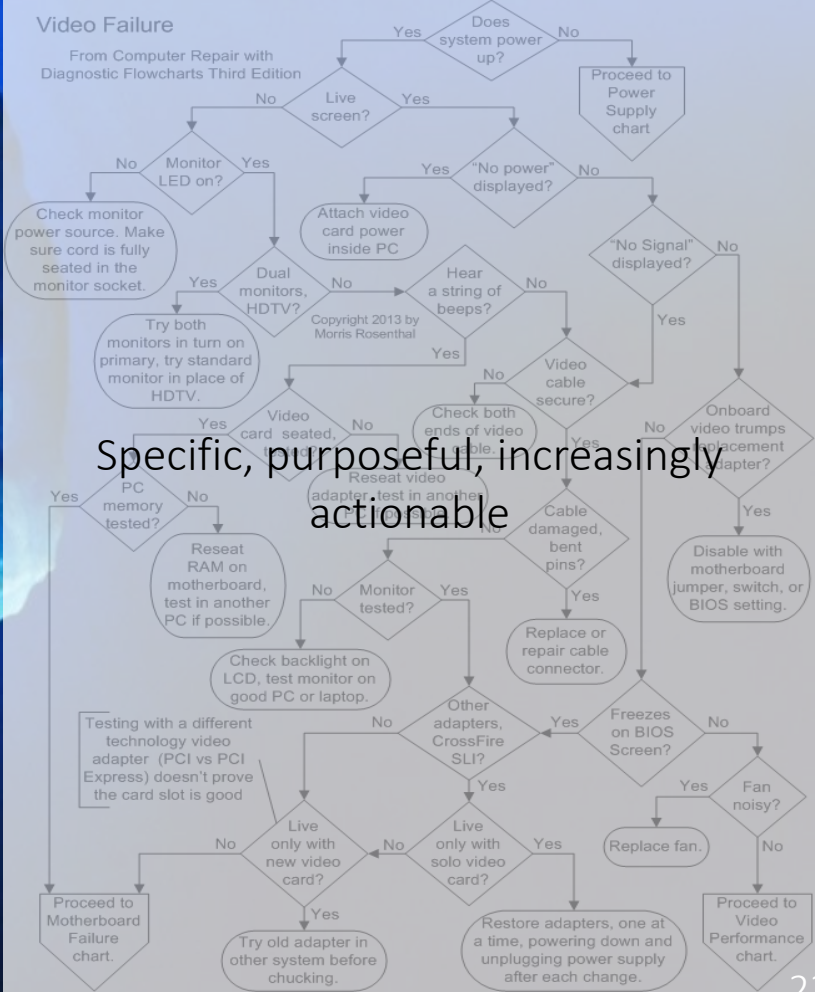 Video Failure
From Computer Repair with
Diagnostic Flowcharts Third Edition
Does
system power
up?
Yes
No
Proceed to
Power
Supply
chart
Live
screen?
No
Yes
Monitor
LED on?
No
Yes
"No power"
displayed?
Yes
No
Check monitor
power source. Make
sure cord is fully
seated in the
monitor socket.
Attach video
card power
inside PC
"No Signal"
displayed?
No
Yes
Dual
monitors,
HDTV?
Yes
No
Hear
a string of
beeps?
No
Yes
Copyright 2013 by
Morris Rosenthal
Try both
monitors in turn on
primary, try standard
monitor in place of
HDTV.
Video
cable
secure?
No
Yes
Check both
ends of video
cable.
Onboard
video trumps
replacement
adapter?
No
Yes
Video
card seated,
tested?
Yes
No
Specific, purposeful, increasingly
actionable
Reseat video
adapter, test in another
PC if possible
PC
memory
tested?
Yes
No
Cable
damaged,
bent
pins?
No
Yes
Disable with
motherboard
jumper, switch, or
BIOS setting.
Reseat
RAM on
motherboard,
test in another
PC if possible.
Monitor
tested?
No
Yes
Replace or
repair cable
connector.
Check backlight on
LCD, test monitor on
good PC or laptop.
Testing with a different
technology video
adapter (PCI vs PCI
Express) doesn't prove
the card slot is good
Other
adapters,
CrossFire
SLI?
No
Yes
Freezes
on BIOS
Screen?
Yes
No
Fan
noisy?
Yes
No
Replace fan.
Live
only with
new video
card?
No
Yes
Live
only with
solo video
card?
No
Yes
Proceed to
Motherboard
Failure
chart.
Try old adapter in
other system before
chucking.
Restore adapters, one at
a time, powering down and
unplugging power supply
after each change.
Proceed to
Video
Performance
chart.